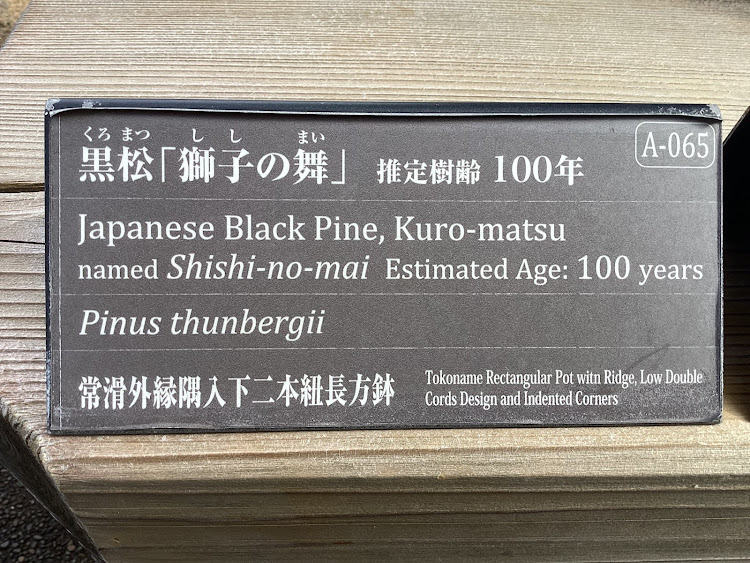 くろ まつ しし まい
黒松「獅子の舞」 推定樹齢 100年
A-065
Japanese Black Pine, Kuro-matsu
named Shishi-no-mai Estimated Age: 100 years
Pinus thunbergii
常滑外縁隅入下二本紐長方鉢
Tokoname Rectangular Pot witn Ridge, Low Double
Cords Design and Indented Corners